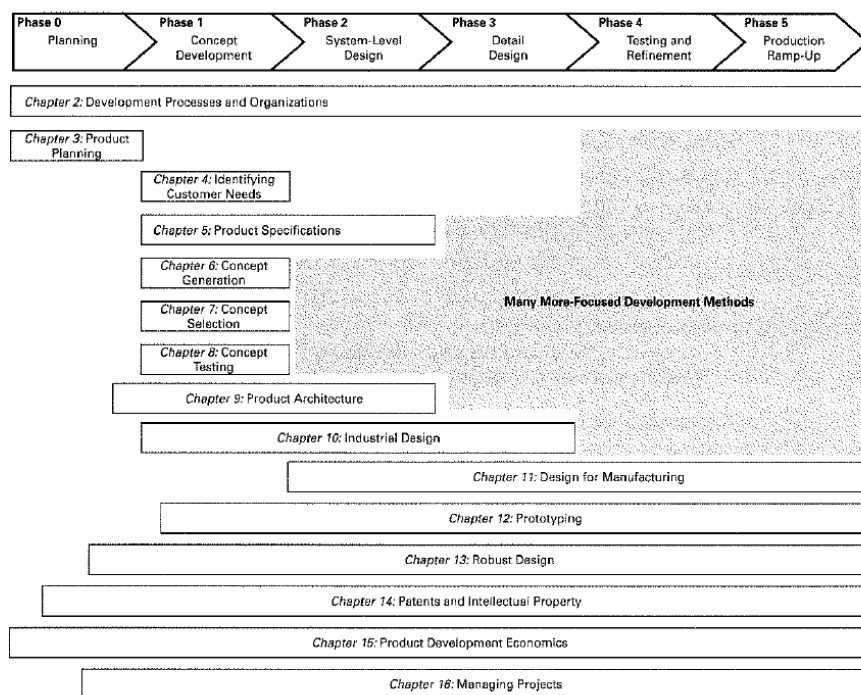 Phase 0
Planning
Phase 1
Concept
Development
Phase 2
System-Level
Design
Phase 3
Detail
Design
Phase 4
Testing and
Refinement
Phase 5
Production
Ramp-Up
Chapter 2: Development Processes and Organizations
Chapter 3: Product
Planning
Chapter 4: Identifying
Customer Needs
Chapter 5: Product Specifications
Chapter 6: Concept
Generation
Chapter 7: Concept
Selection
Many More-Focused Development Methods
Chapter 8: Concept
Testing
Chapter 9: Product Architecture
Chapter 10: Industrial Design
Chapter 11: Design for Manufacturing
Chapter 12: Prototyping
Chapter 13: Robust Design
Chapter 14: Patents and Intellectual Property
Chapter 15: Product Development Economics
Chapter 16: Managing Projects